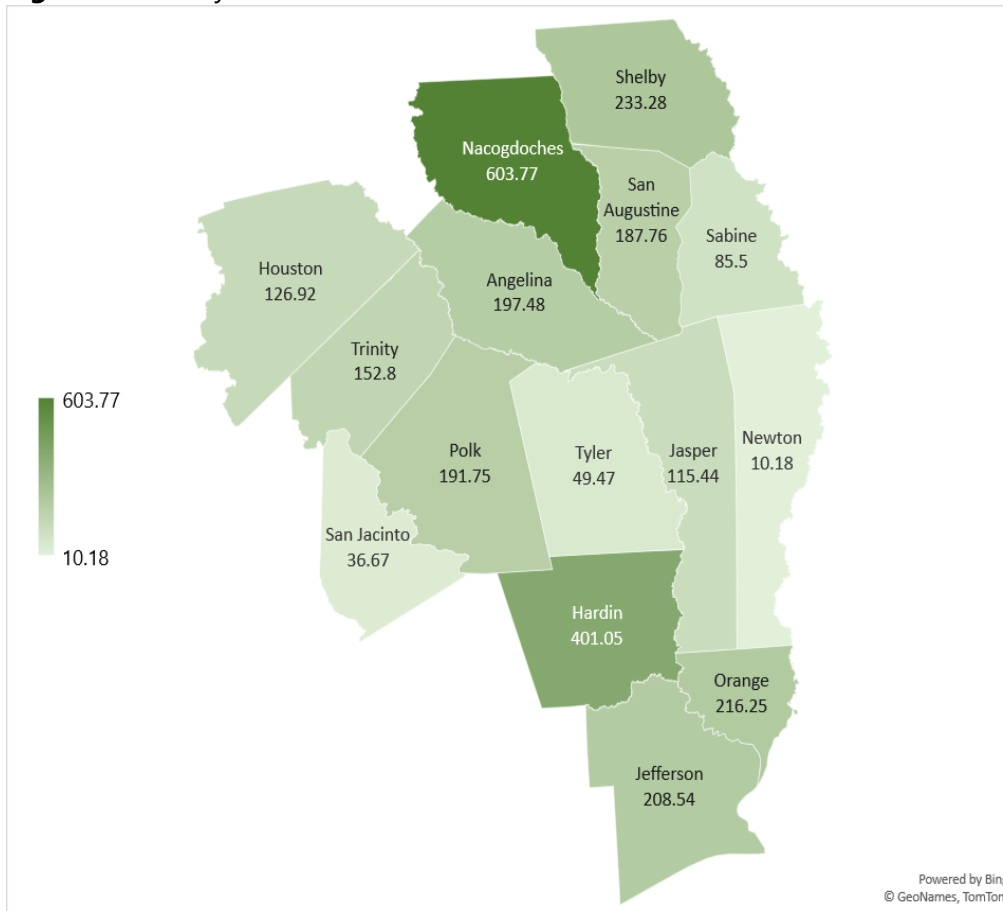 Shelby
233.28
Nacogdoches
603.77
San
Augustine
187.76
Sabine
85.5
Houston
126.92
Angelina
197.48
Trinity
152.8
603.77
10.18
Polk
191.75
Tyler
49.47
Jasper
115.44
Newton
10.18
San Jacinto
36.67
Hardin
401.05
Orange
216.25
Jefferson
208.54
Powered by Bing
© GeoNames, TomTom